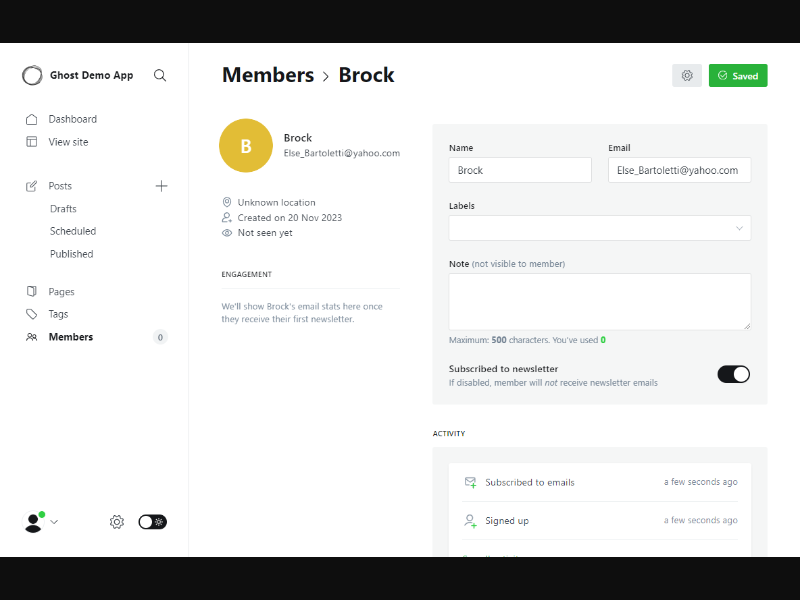 Ghost Demo App
Dashboard
View site
Posts
Drafts
Scheduled
Published
Pages
Tags
Members 0
Members > Brock
Saved
B
Brock
Else_Bartoletti@yahoo.com
Unknown location
Created on 20 Nov 2023
Not seen yet
ENGAGEMENT
We'll show Brock's email stats here once
they receive their first newsletter.
Name
Brock
Email
Else_Bartoletti@yahoo.com
Labels
Note (not visible to member)
Maximum: 500 characters. You've used 0
Subscribed to newsletter
If disabled, member will not receive newsletter emails
ACTIVITY
Subscribed to emails a few seconds ago
Signed up a few seconds ago